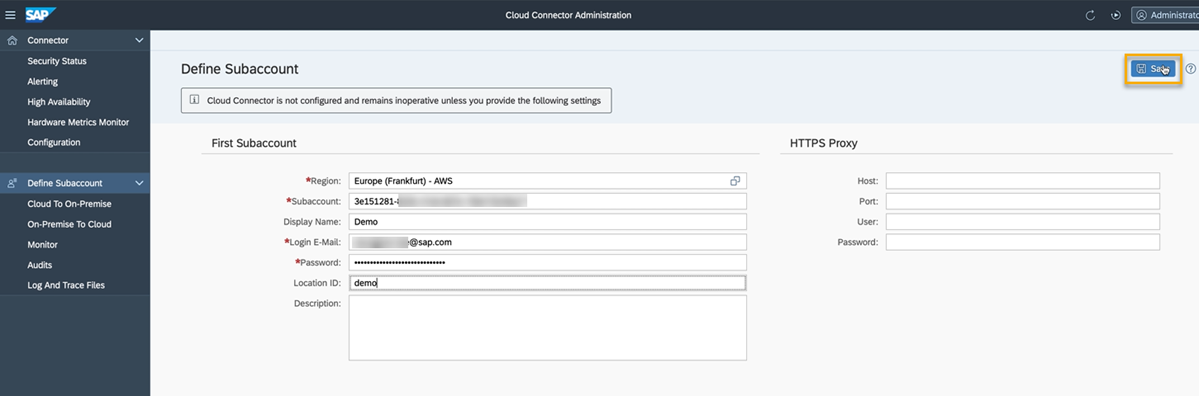 SAP
Cloud Connector Administration
Administrato
Connector
Security Status
Alerting
High Availability
Hardware Metrics Monitor
Configuration
Define Subaccount
Cloud To On-Premise
On-Premise To Cloud
Monitor
Audits
Log And Trace Files
Define Subaccount
Save
Cloud Connector is not configured and remains inoperative unless you provide the following settings
First Subaccount
*Region: Europe (Frankfurt) - AWS
*Subaccount: 3e151281-
Display Name: Demo
*Login E-Mail: @sap.com
*Password: ••••••••••••••••••••••••••••
Location ID: demo
Description:
HTTPS Proxy
Host:
Port:
User:
Password: